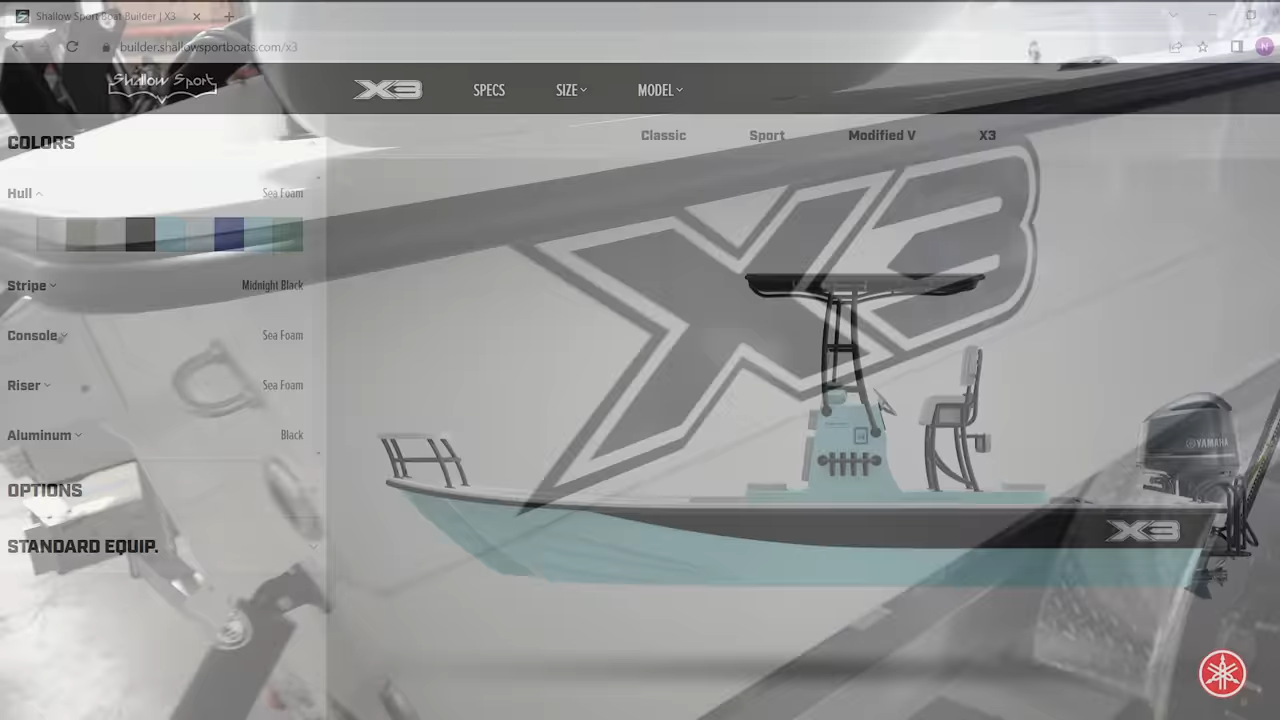 Shallow Sport Boat Builder | X3
builder.shallowsportboats.com/x3
N
Shallow Sport
X3
SPECS
SIZE
MODEL
COLORS
Classic
Sport
Modified V
X3
Hull
Sea Foam
Stripe
Midnight Black
Console
Sea Foam
Riser
Sea Foam
Aluminum
Black
OPTIONS
STANDARD EQUIP.
X3
YAMAHA
X3